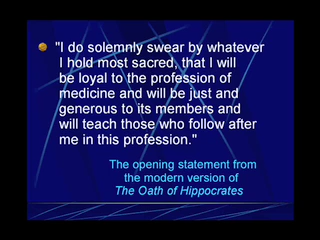 "I do solemnly swear by whatever
I hold most sacred, that I will
be loyal to the profession of
medicine and will be just and
generous to its members and
will teach those who follow after
me in this profession."
The opening statement from
the modern version of
The Oath of Hippocrates